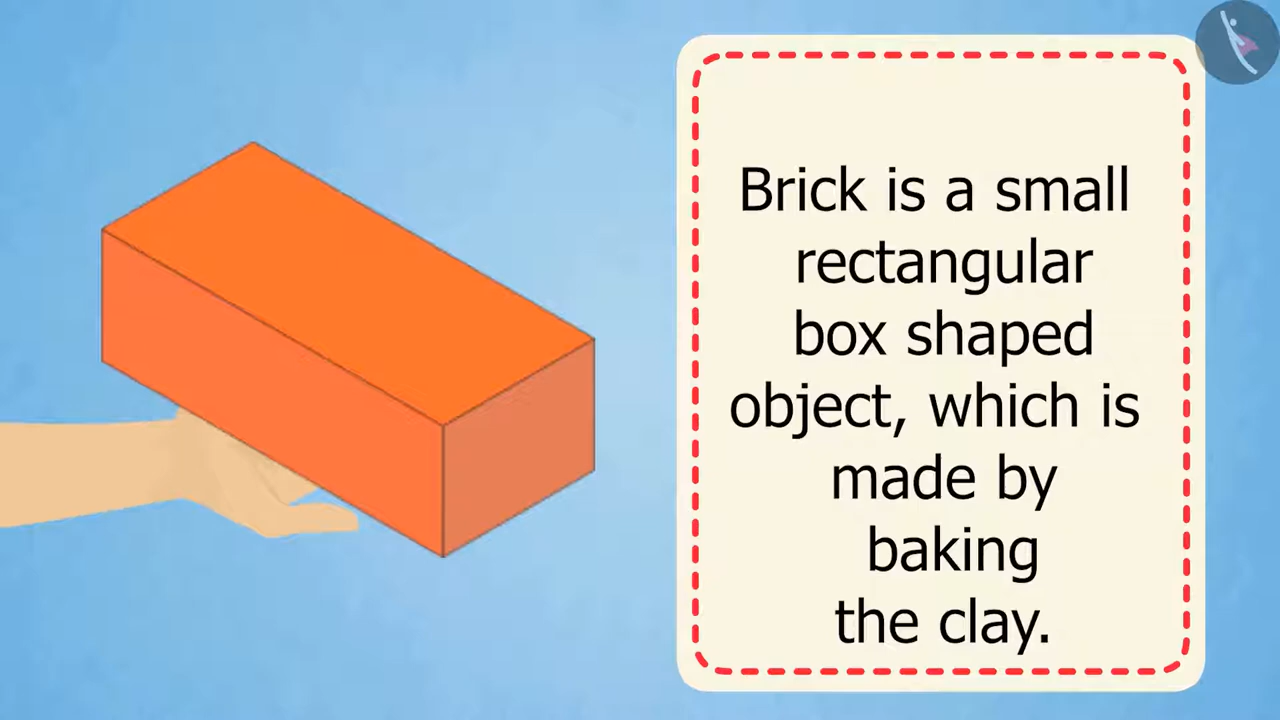 Brick is a small
rectangular
box shaped
object, which is
made by
baking
the clay.